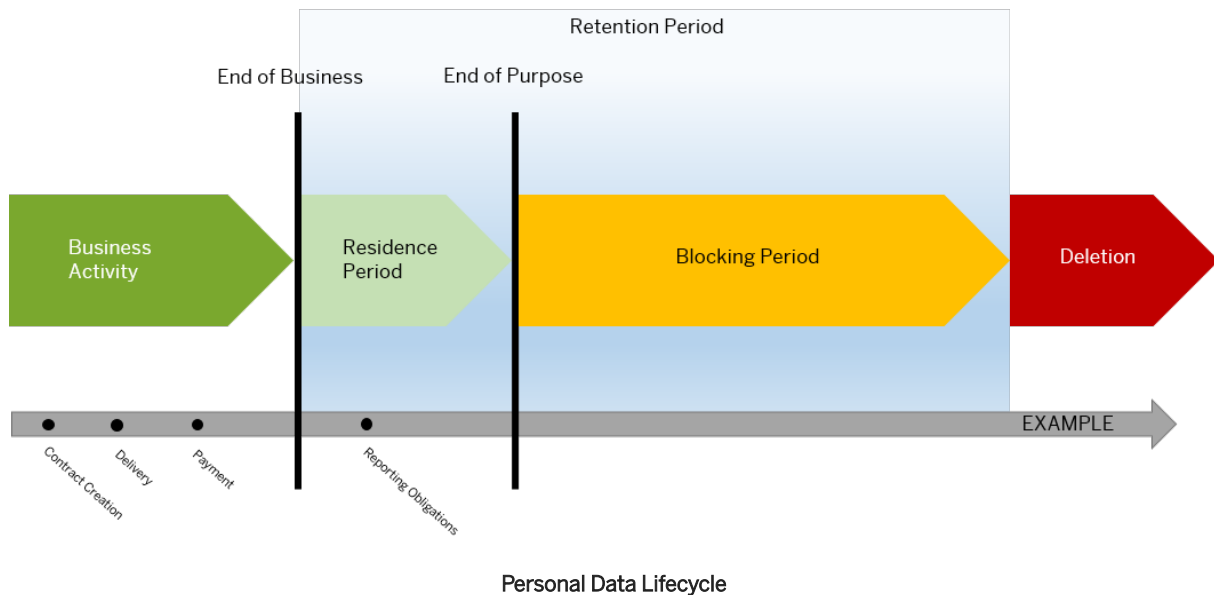 Retention Period
End of Business
End of Purpose
Business
Activity
Residence
Period
Blocking Period
Deletion
EXAMPLE
Contract Creation
Delivery
Payment
Reporting Obligations
Personal Data Lifecycle